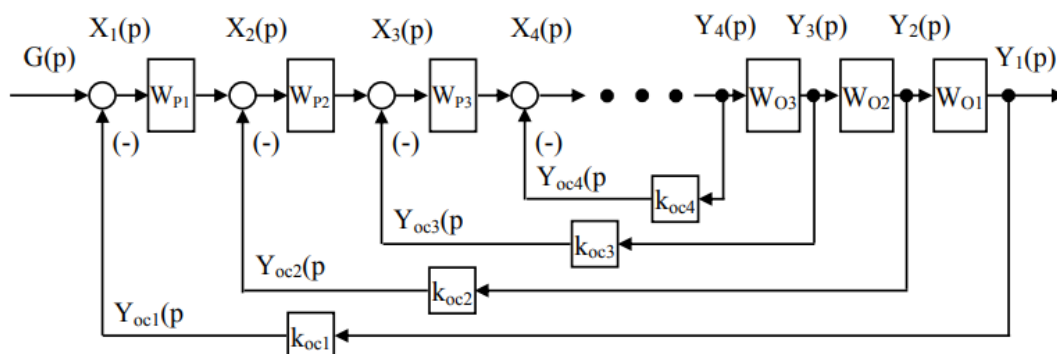 X1(p) X2(p) X3(p) X4(p) Y4(p) Y3(p) Y2(p)
G(p) Y1(p)
WP1 WP2 WP3 WO3 WO2 WO1
(-) (-) (-) (-)
Yoc4(p koc4
Yoc3(p koc3
Yoc2(p koc2
Yoc1(p koc1